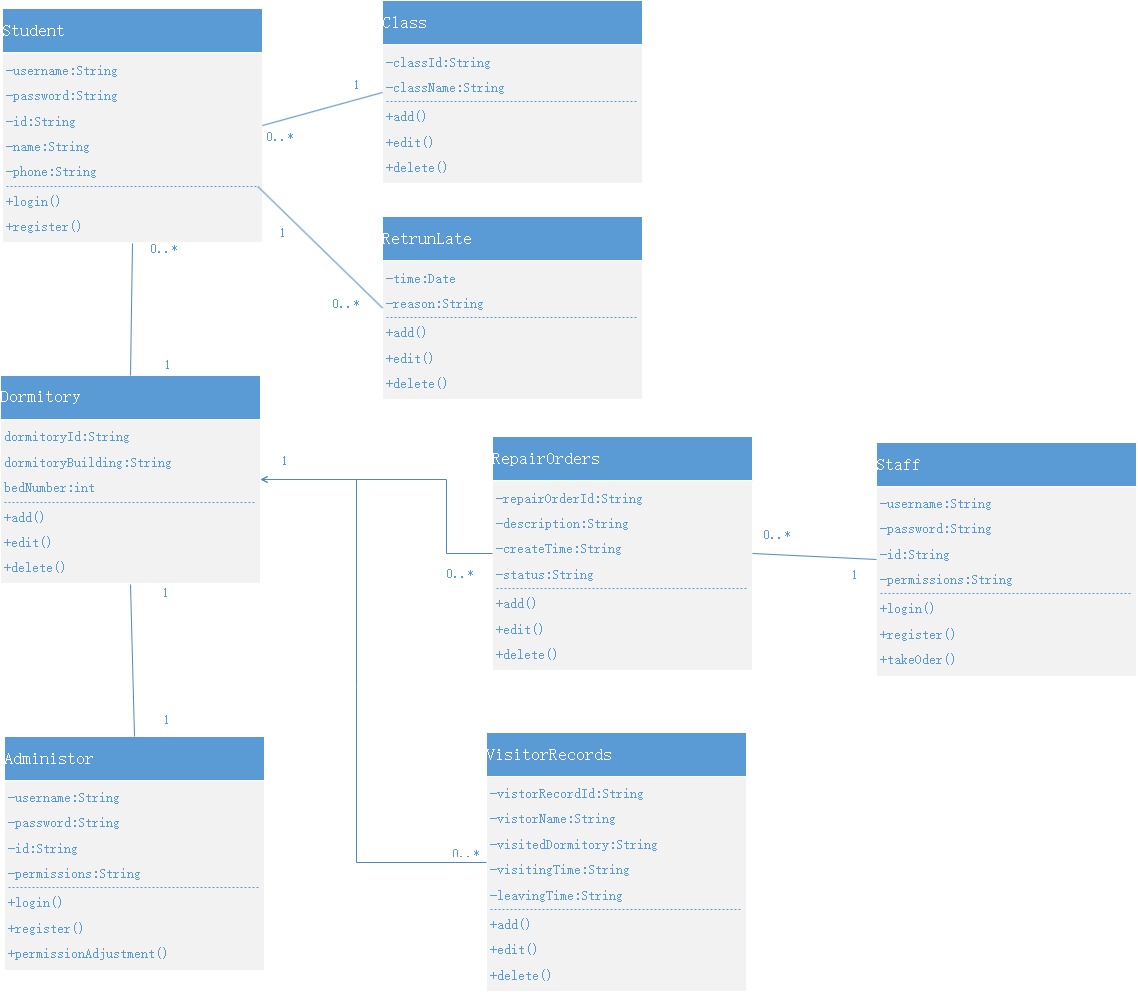 Student
-username:String
-password:String
-id:String
-name:String
-phone:String
+login()
+register()
Class
-classId:String
-className:String
+add()
+edit()
+delete()
1
0..*
RetrunLate
-time:Date
-reason:String
+add()
+edit()
+delete()
1
0..*
0..*
1
Dormitory
dormitoryId:String
dormitoryBuilding:String
bedNumber:int
+add()
+edit()
+delete()
1
0..*
RepairOrders
-repairOrderId:String
-description:String
-createTime:String
-status:String
+add()
+edit()
+delete()
0..*
1
Staff
-username:String
-password:String
-id:String
-permissions:String
+login()
+register()
+takeOder()
1
1
Administor
-username:String
-password:String
-id:String
-permissions:String
+login()
+register()
+permissionAdjustment()
0..*
VisitorRecords
-vistorRecordId:String
-vistorName:String
-visitedDormitory:String
-visitingTime:String
-leavingTime:String
+add()
+edit()
+delete()